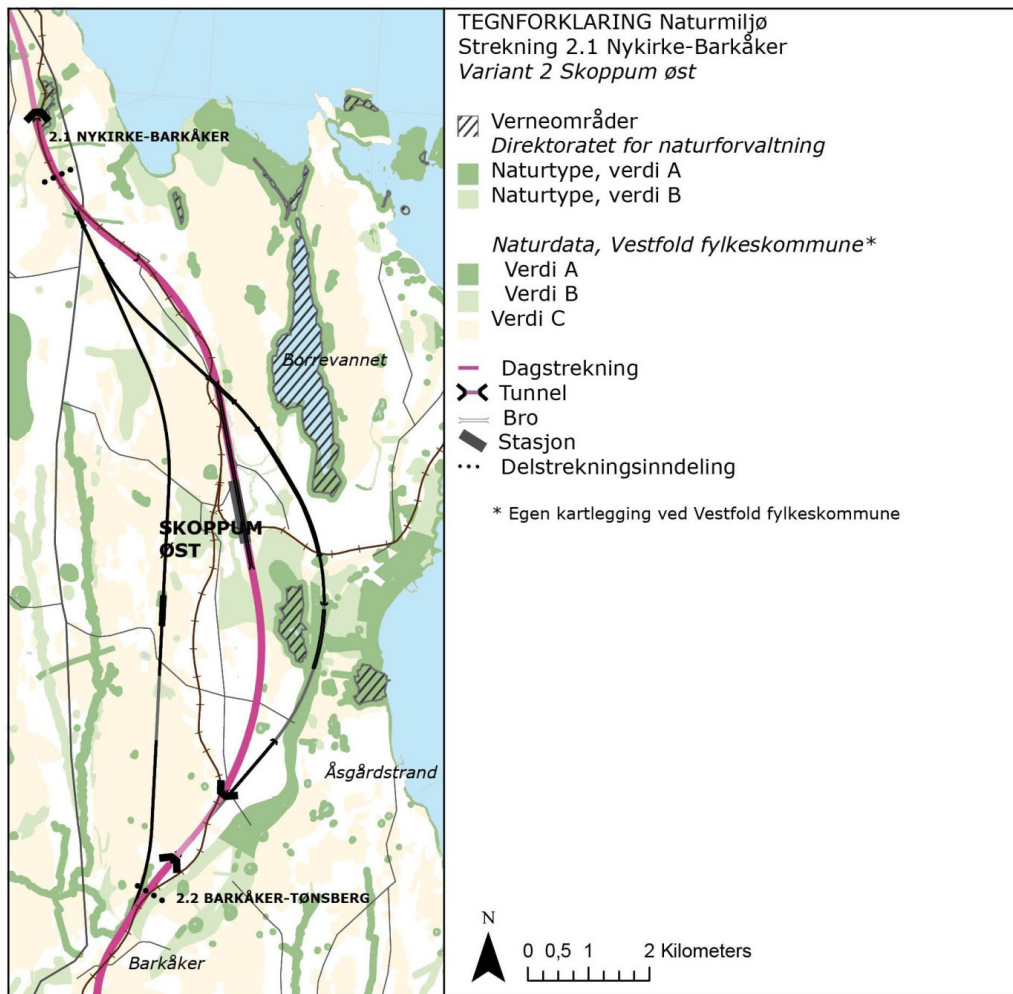 2.1 NYKIRKE-BARKÅKER
Borrevannet
SKOPPUM
ØST
Åsgårdstrand
2.2 BARKÅKER-TØNSBERG
Barkåker
TEGNFORKLARING Naturmiljø
Strekning 2.1 Nykirke-Barkåker
Variant 2 Skoppum øst
Verneområder
Direktoratet for naturforvaltning
Naturtype, verdi A
Naturtype, verdi B
Naturdata, Vestfold fylkeskommune*
Verdi A
Verdi B
Verdi C
Dagstrekning
Tunnel
Bro
Stasjon
Delstrekningsinndeling
* Egen kartlegging ved Vestfold fylkeskommune
N
0 0,5 1 2 Kilometers